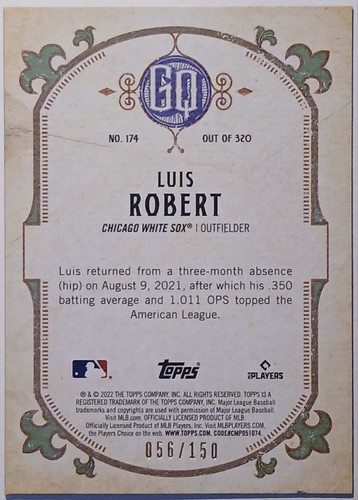 GQ
NO. 174 OUT OF 320
LUIS
ROBERT
CHICAGO WHITE SOX® | OUTFIELDER
Luis returned from a three-month absence
(hip) on August 9, 2021, after which his .350
batting average and 1.011 OPS topped the
American League.
Topps
MLB PLAYERS
® & © 2022 THE TOPPS COMPANY, INC. ALL RIGHTS RESERVED. TOPPS IS A
REGISTERED TRADEMARK OF THE TOPPS COMPANY, INC. Major League Baseball
trademarks and copyrights are used with permission of Major League Baseball.
Visit MLB.com. OFFICIALLY LICENSED PRODUCT OF MLB.
Officially Licensed Product of MLB Players, Inc. Visit MLBPLAYERS.COM,
the Players Choice on the web. WWW.TOPPS.COM. CODE#CMP051074
056/150